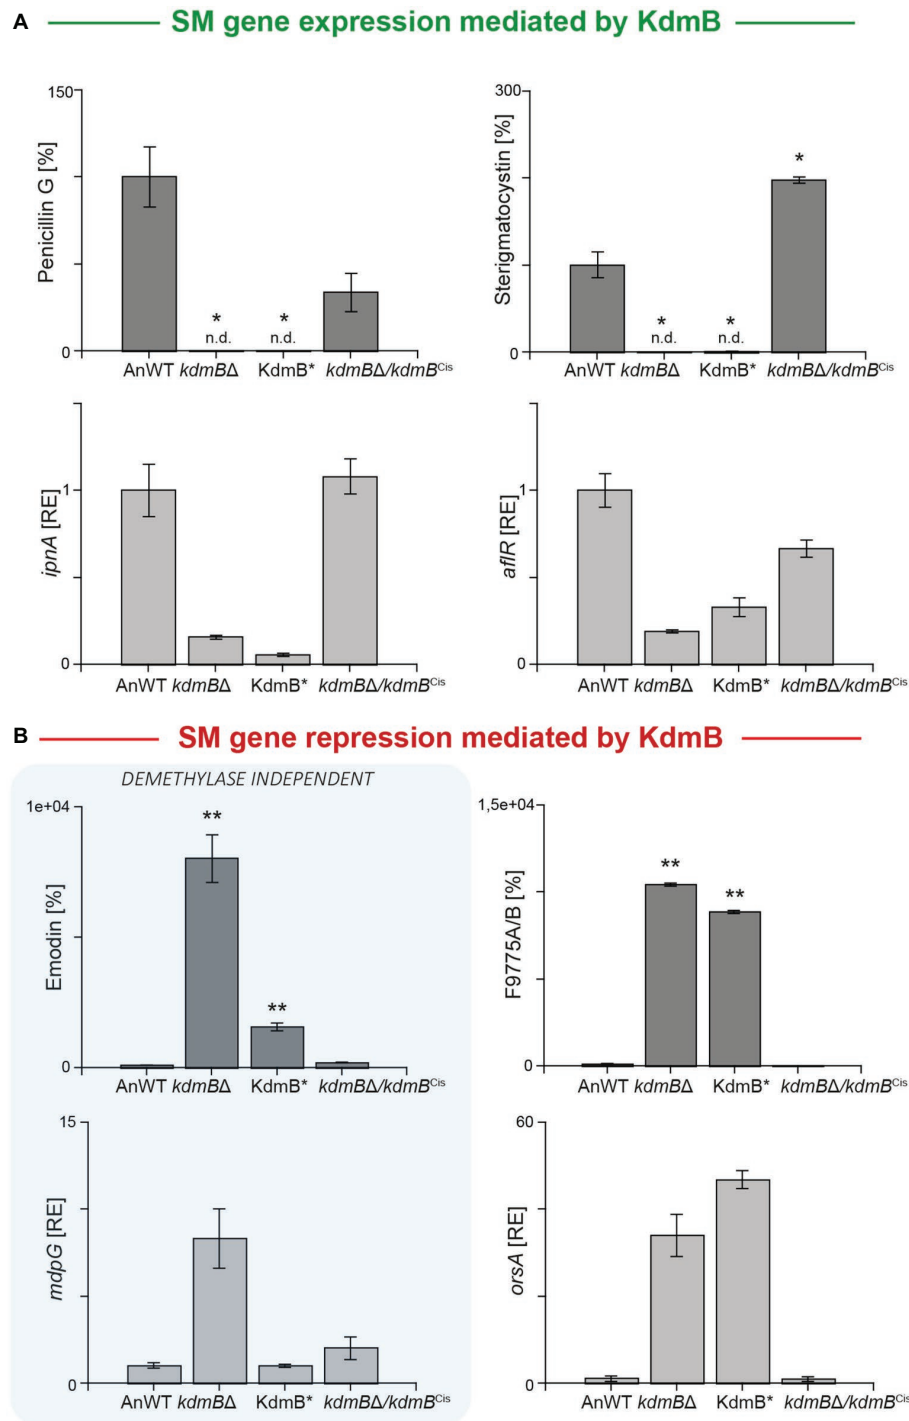 A
SM gene expression mediated by KdmB
150
Penicillin G [%]
0
*
n.d.
*
n.d.
AnWT kdmBΔ KdmB* kdmBΔ/kdmBCis
300
Sterigmatocystin [%]
0
*
n.d.
*
n.d.
*
AnWT kdmBΔ KdmB* kdmBΔ/kdmBCis
1
ipnA [RE]
0
AnWT kdmBΔ KdmB* kdmBΔ/kdmBCis
1
aflR [RE]
0
AnWT kdmBΔ KdmB* kdmBΔ/kdmBCis
B
SM gene repression mediated by KdmB
DEMETHYLASE INDEPENDENT
1e+04
Emodin [%]
0
**
**
AnWT kdmBΔ KdmB* kdmBΔ/kdmBCis
1,5e+04
F9775A/B [%]
0
**
**
AnWT kdmBΔ KdmB* kdmBΔ/kdmBCis
15
mdpG [RE]
0
AnWT kdmBΔ KdmB* kdmBΔ/kdmBCis
60
orsA [RE]
0
AnWT kdmBΔ KdmB* kdmBΔ/kdmBCis